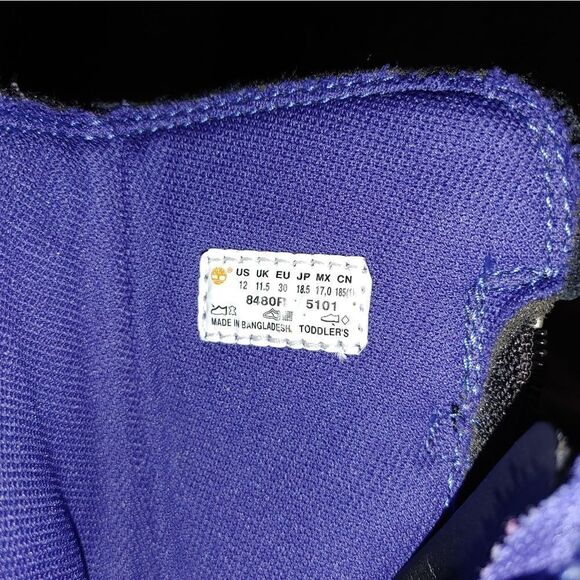 US UK EU JP MX CN
12 11.5 30 18.5 17.0 185(1)
8480R 5101
MADE IN BANGLADESH. TODDLER'S